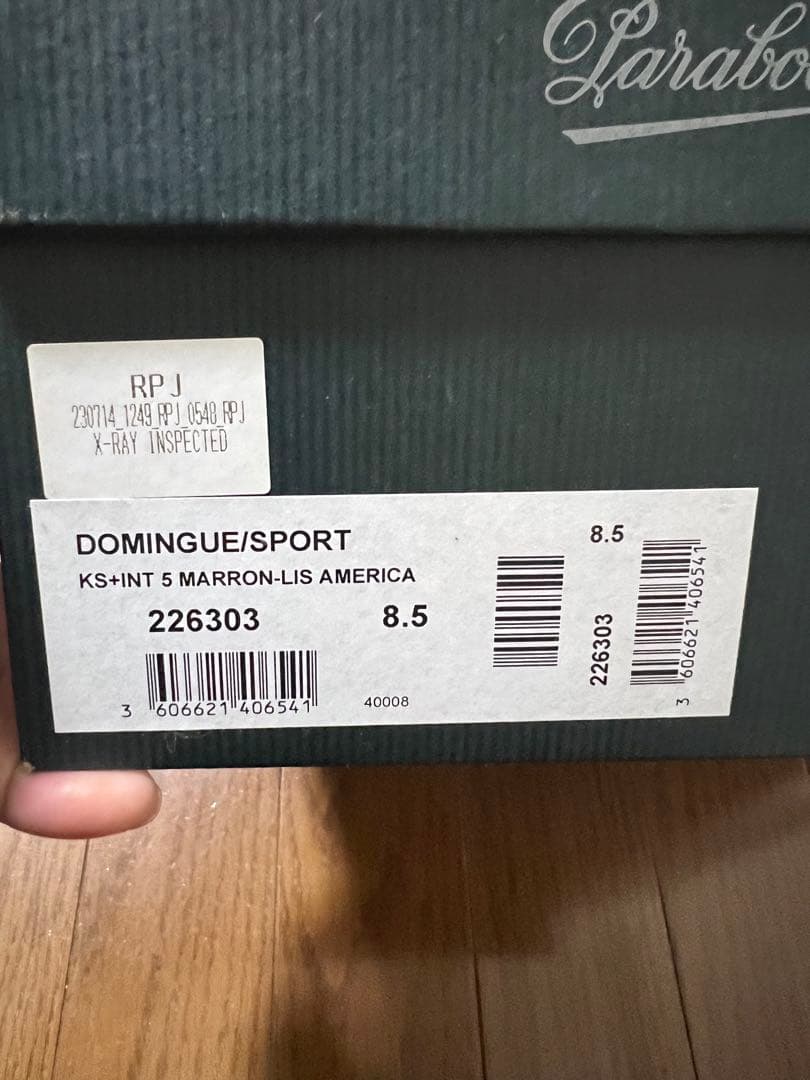 RPJ
230714_1249_RPJ_0548_RPJ
X-RAY INSPECTED
DOMINGUE/SPORT
KS+INT 5 MARRON-LIS AMERICA
226303 8.5
3 606621 406541
40008
8.5
226303
3 606621 406541